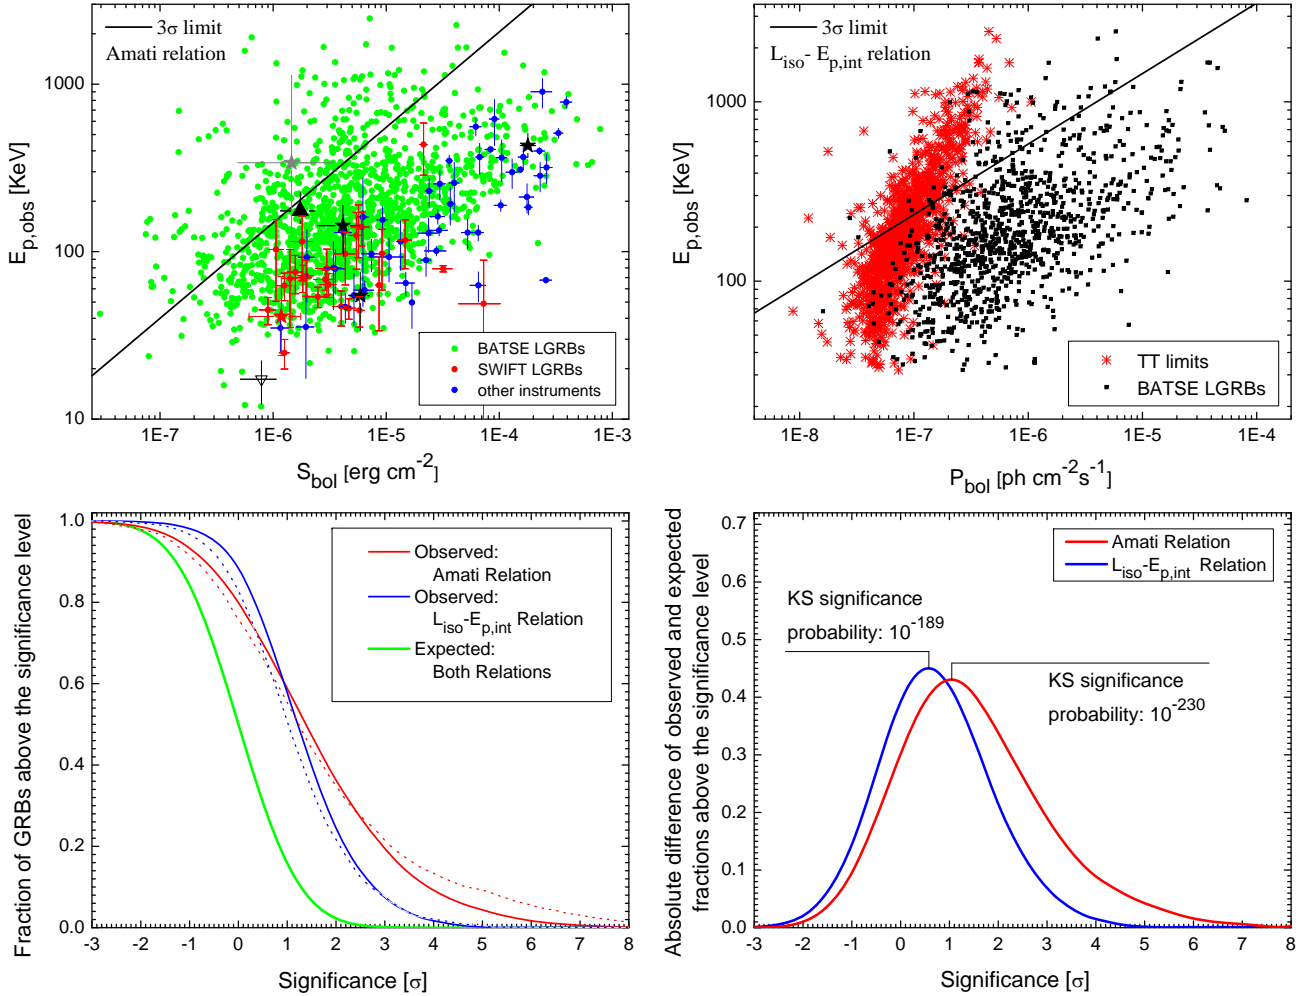 3σ limit
Amati relation
E_p,obs [KeV]
1000
100
10
BATSE LGRBs
SWIFT LGRBs
other instruments
1E-7 1E-6 1E-5 1E-4 1E-3
S_bol [erg cm^-2]
3σ limit
L_iso- E_p,int relation
E_p,obs [KeV]
1000
100
TT limits
BATSE LGRBs
1E-8 1E-7 1E-6 1E-5 1E-4
P_bol [ph cm^-2 s^-1]
Fraction of GRBs above the significance level
1.0
0.8
0.6
0.4
0.2
0.0
Observed:
Amati Relation
Observed:
L_iso-E_p,int Relation
Expected:
Both Relations
-3 -2 -1 0 1 2 3 4 5 6 7 8
Significance [σ]
Absolute difference of observed and expected
fractions above the significance level
0.7
0.6
0.5
0.4
0.3
0.2
0.1
0.0
Amati Relation
L_iso-E_p,int Relation
KS significance
probability: 10^-189
KS significance
probability: 10^-230
-3 -2 -1 0 1 2 3 4 5 6 7 8
Significance [σ]